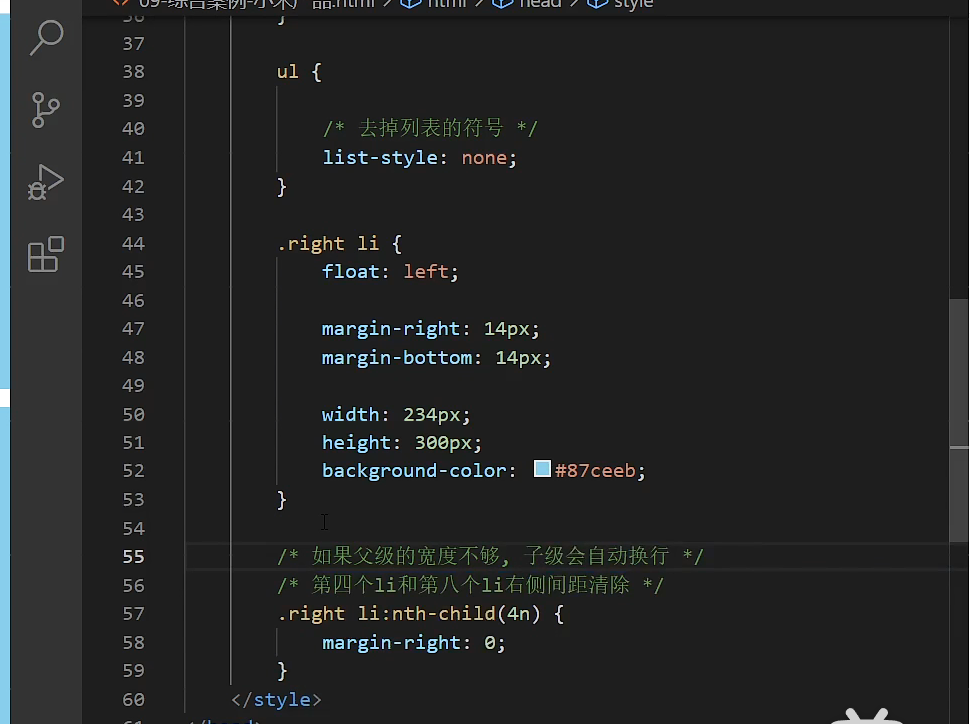 html > head > style
37
38 ul {
39
40 /* 去掉列表的符号 */
41 list-style: none;
42 }
43
44 .right li {
45 float: left;
46
47 margin-right: 14px;
48 margin-bottom: 14px;
49
50 width: 234px;
51 height: 300px;
52 background-color: #87ceeb;
53 }
54
55 /* 如果父级的宽度不够, 子级会自动换行 */
56 /* 第四个li和第八个li右侧间距清除 */
57 .right li:nth-child(4n) {
58 margin-right: 0;
59 }
60 </style>